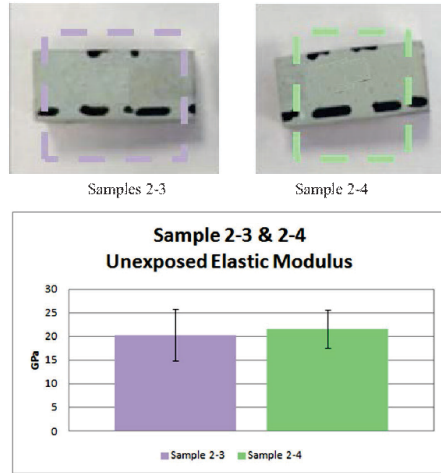 Samples 2-3
Sample 2-4
Sample 2-3 & 2-4
Unexposed Elastic Modulus
30
25
20
15
10
5
0
GPa
Sample 2-3
Sample 2-4